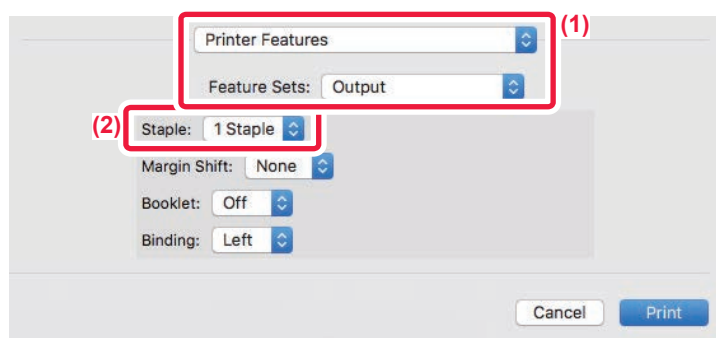 (1)
Printer Features
Feature Sets: Output
(2)
Staple: 1 Staple
Margin Shift: None
Booklet: Off
Binding: Left
Cancel Print